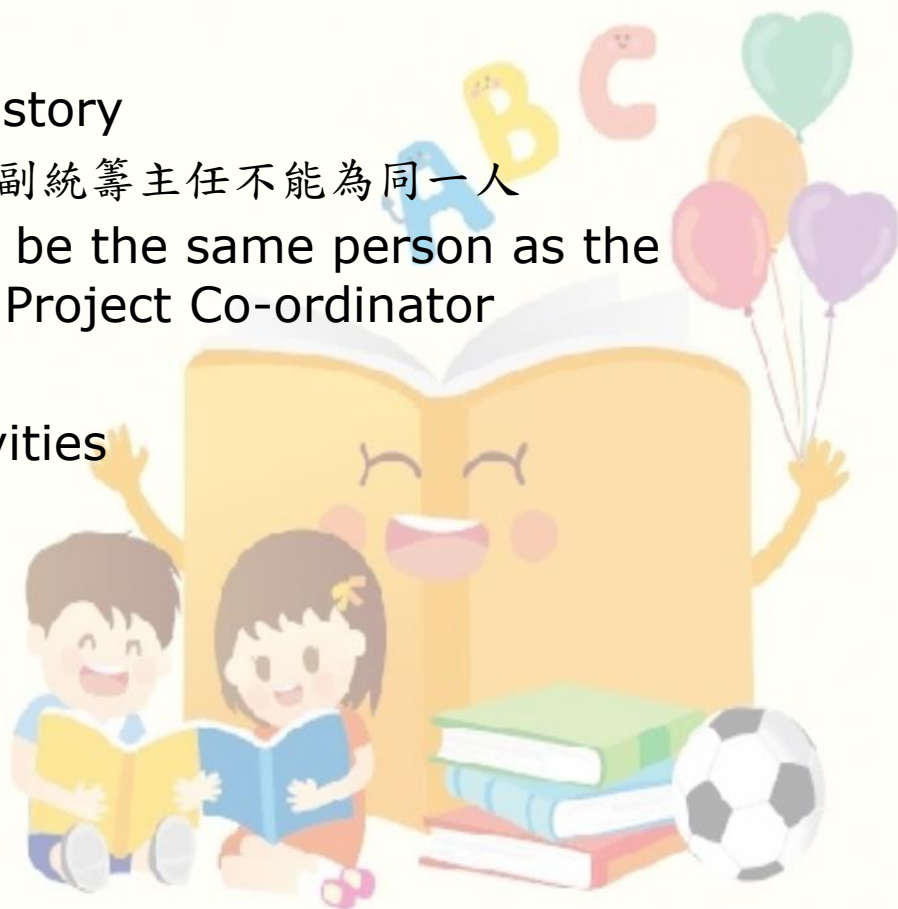 story
副統籌主任不能為同一人
be the same person as the
Project Co-ordinator
vities
A B C